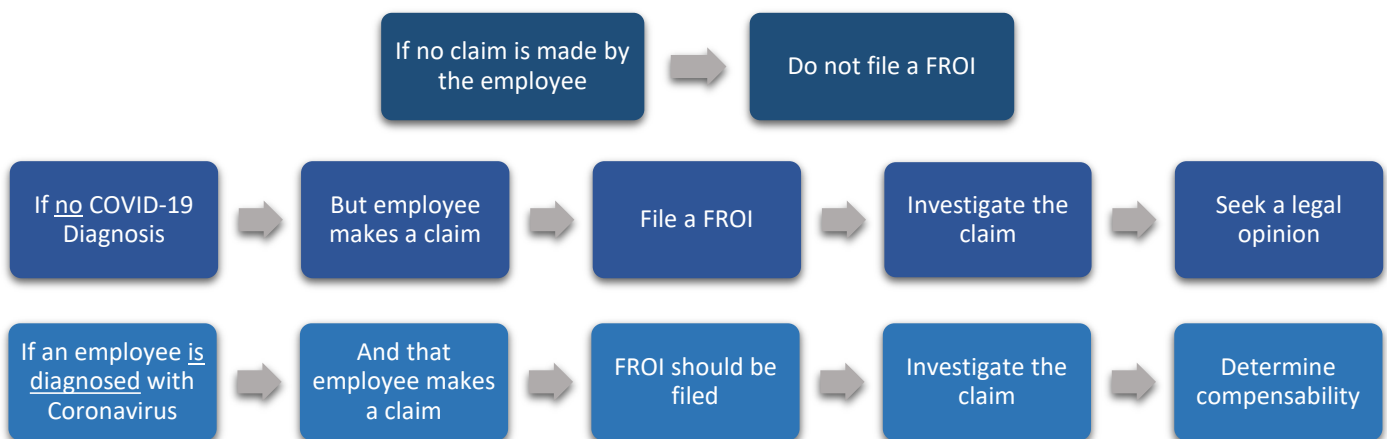 If no claim is made by
the employee
Do not file a FROI
If no COVID-19
Diagnosis
But employee
makes a claim
File a FROI
Investigate the
claim
Seek a legal
opinion
If an employee is
diagnosed with
Coronavirus
And that
employee makes
a claim
FROI should be
filed
Investigate the
claim
Determine
compensability